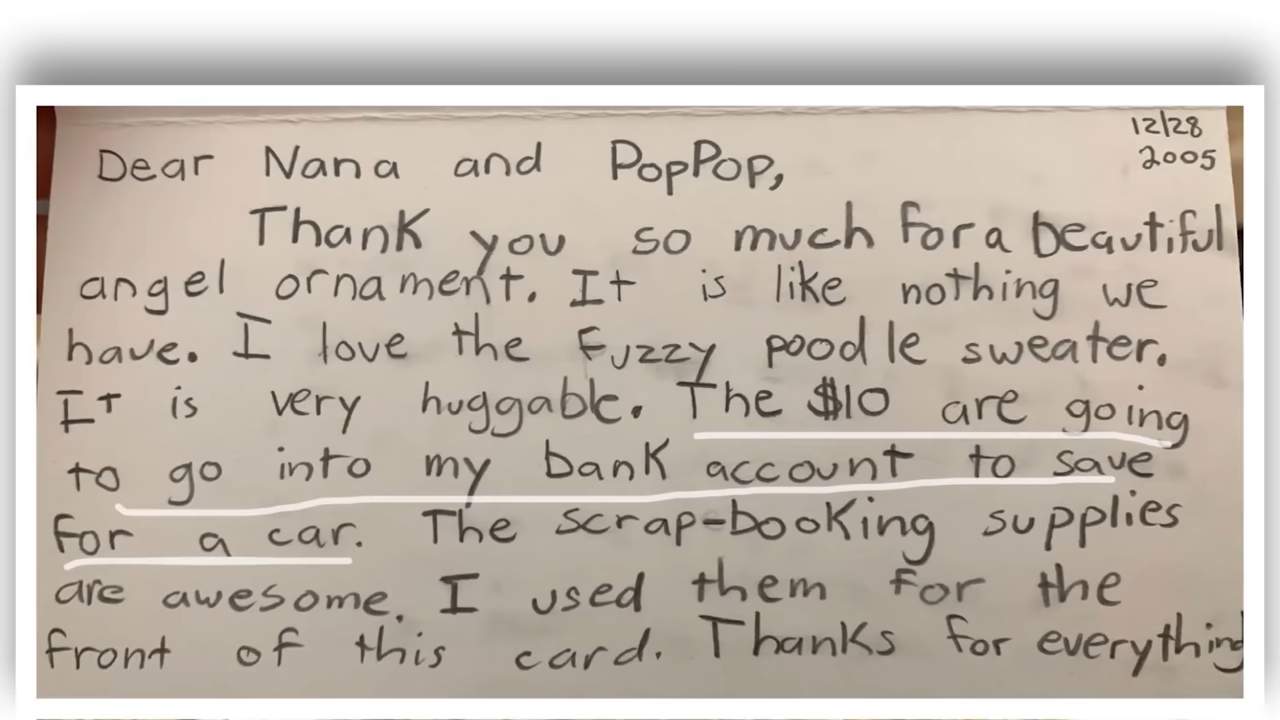 12/28
2005
Dear Nana and PopPop,
Thank you so much for a beautiful
angel ornament. It is like nothing we
have. I love the fuzzy poodle sweater.
It is very huggable. The $10 are going
to go into my bank account to save
for a car. The scrap-booking supplies
are awesome. I used them for the
front of this card. Thanks for everything